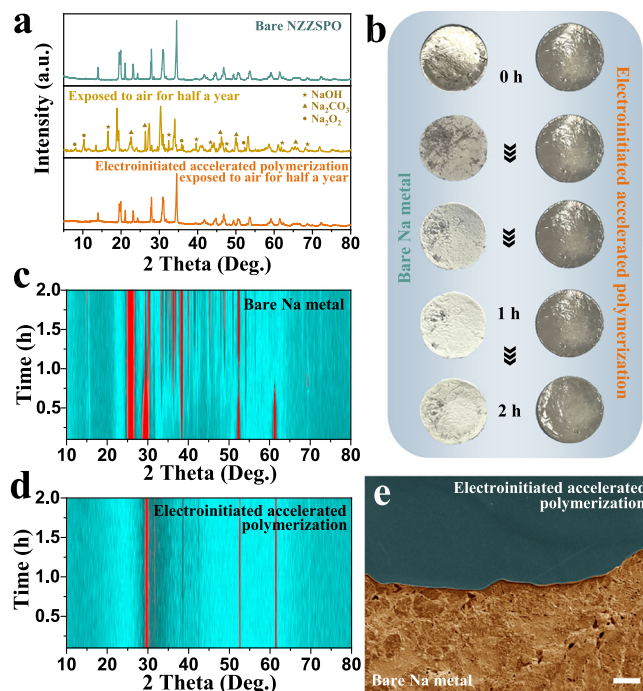 a
Bare NZZSPO
Exposed to air for half a year
★ NaOH
▲ Na₂CO₃
● Na₂O₂
Electroinitiated accelerated polymerization
exposed to air for half a year
Intensity (a.u.)
10 20 30 40 50 60 70 80
2 Theta (Deg.)
b
0 h
1 h
2 h
Bare Na metal
Electroinitiated accelerated polymerization
c
Bare Na metal
2.0
1.5
1.0
0.5
Time (h)
10 20 30 40 50 60 70 80
2 Theta (Deg.)
d
Electroinitiated accelerated
polymerization
2.0
1.5
1.0
0.5
Time (h)
10 20 30 40 50 60 70 80
2 Theta (Deg.)
e
Electroinitiated accelerated
polymerization
Bare Na metal